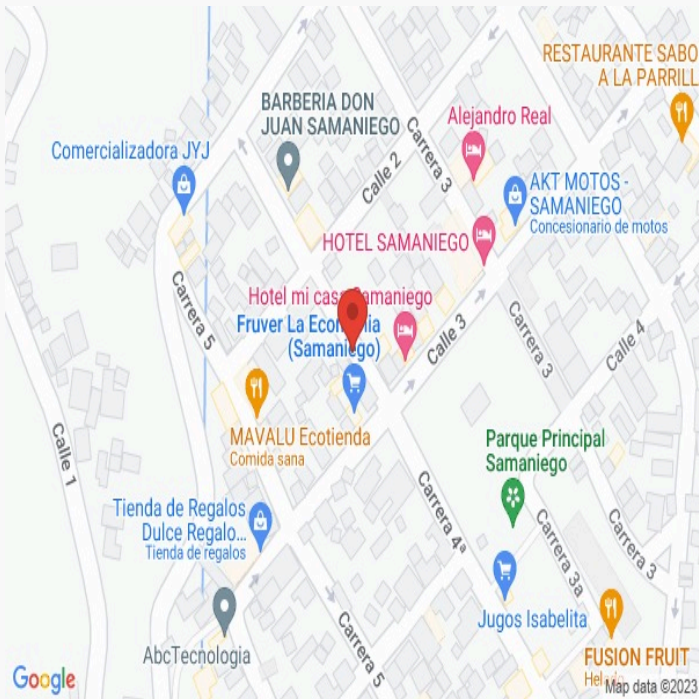 RESTAURANTE SABO
A LA PARRILL
BARBERIA DON
JUAN SAMANIEGO
Carrera 3
Alejandro Real
Comercializadora JYJ
Calle 2
AKT MOTOS -
SAMANIEGO
Concesionario de motos
HOTEL SAMANIEGO
Carrera 5
Hotel mi casa Samaniego
Fruver La Economia
(Samaniego)
Calle 3
Carrera 3
Calle 4
MAVALU Ecotienda
Comida sana
Calle 1
Parque Principal
Samaniego
Carrera 4ª
Tienda de Regalos
Dulce Regalo...
Tienda de regalos
Carrera 3a
Carrera 3
Jugos Isabelita
Carrera 5
AbcTecnologia
FUSION FRUIT
Google
Map data ©2023